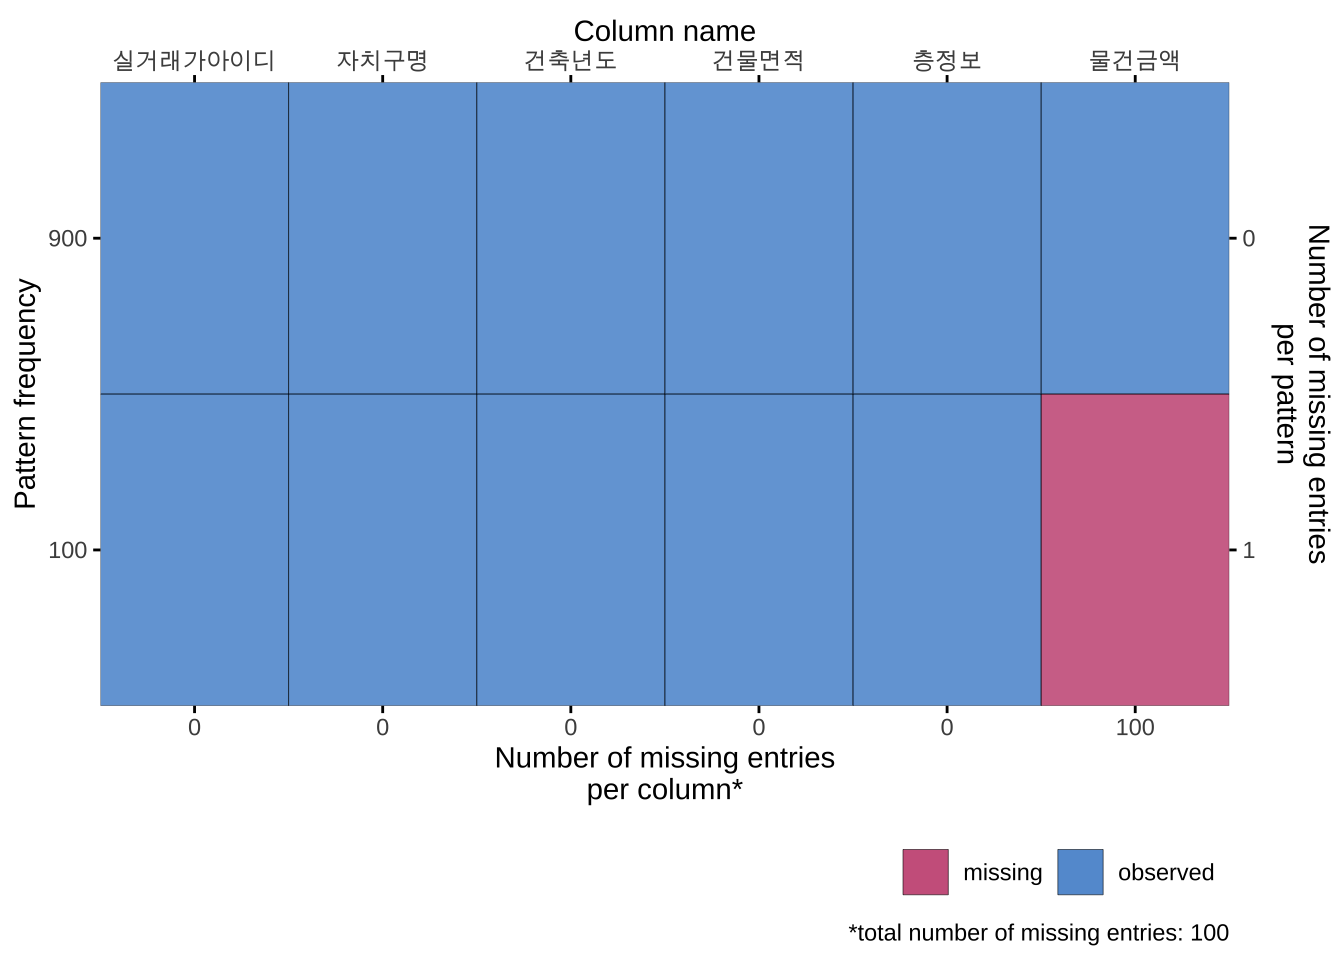 Column name
실거래가아이디 자치구명 건축년도 건물면적 층정보 물건금액
Pattern frequency
900
100
0
1
Number of missing entries
per pattern
0 0 0 0 0 100
Number of missing entries
per column*
missing observed
*total number of missing entries: 100